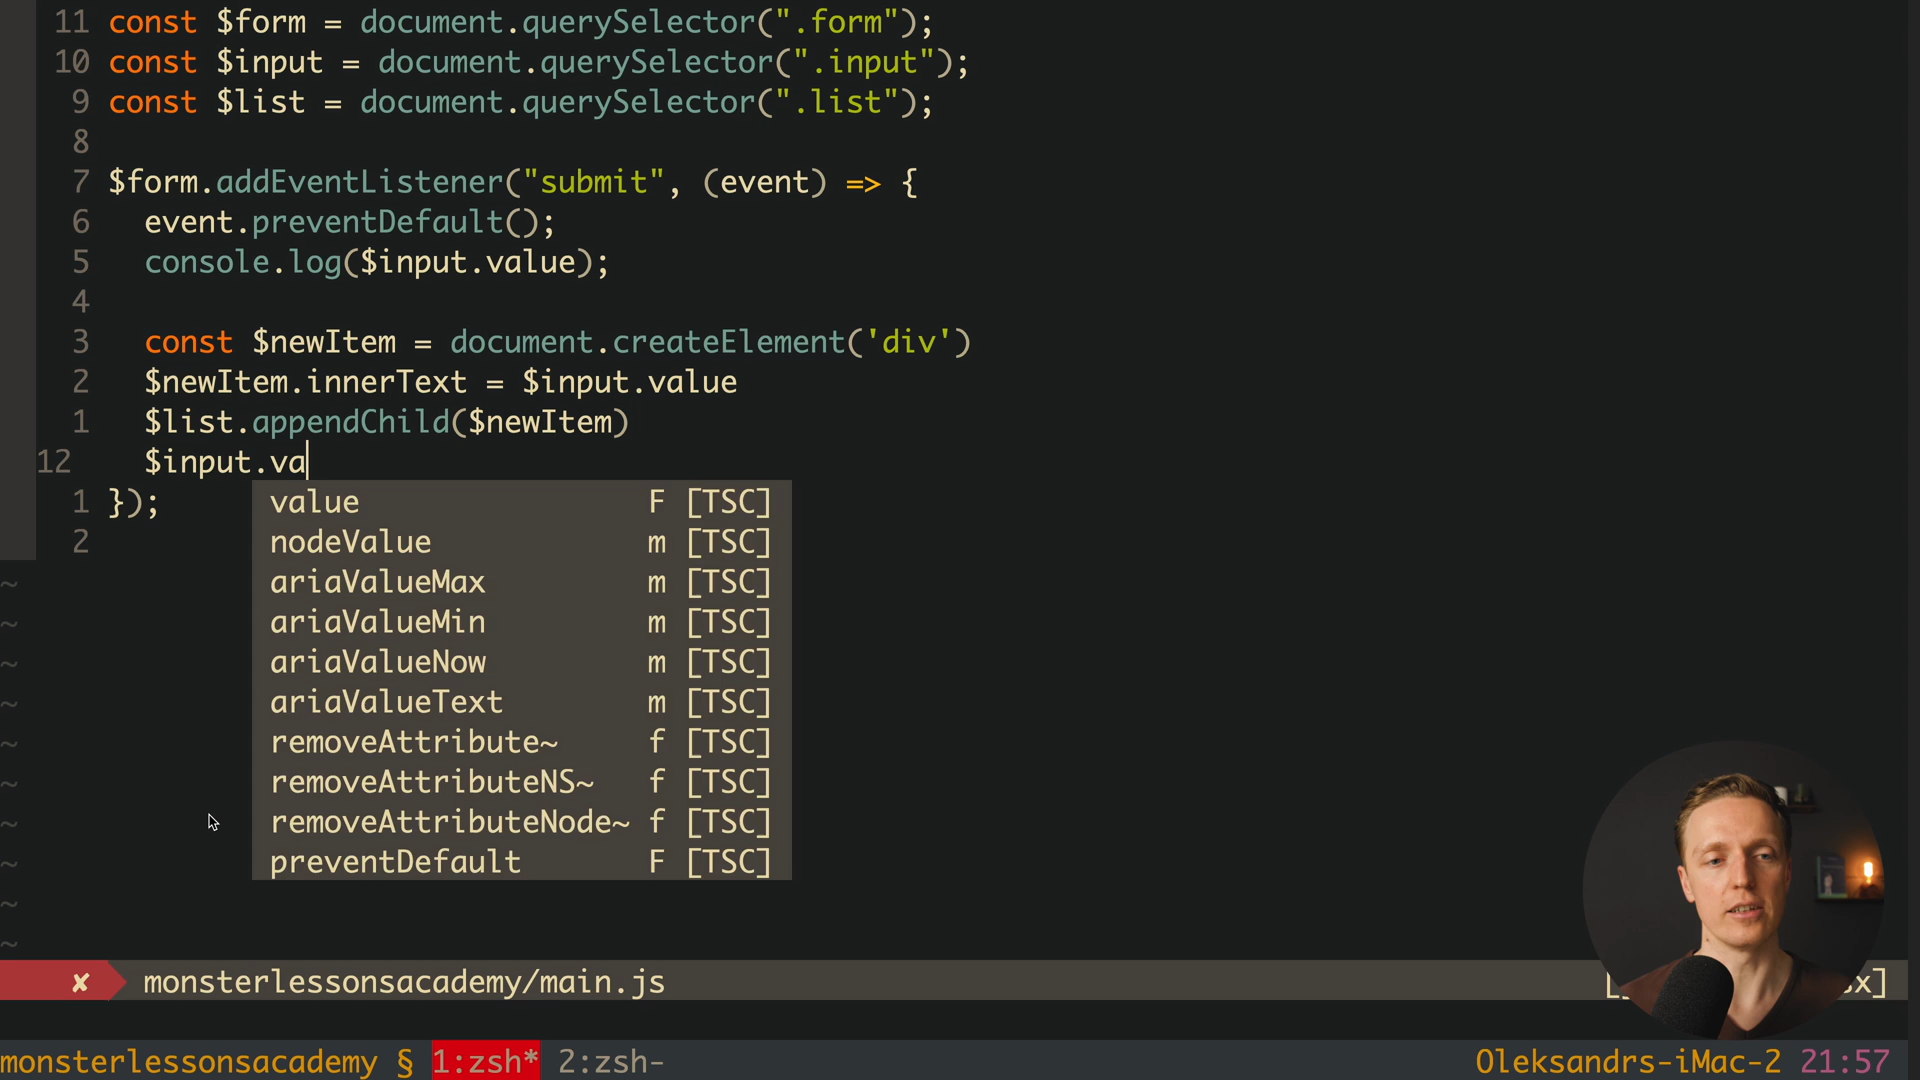 11 const $form = document.querySelector(".form");
10 const $input = document.querySelector(".input");
9 const $list = document.querySelector(".list");
8
7 $form.addEventListener("submit", (event) => {
6 event.preventDefault();
5 console.log($input.value);
4
3 const $newItem = document.createElement('div')
2 $newItem.innerText = $input.value
1 $list.appendChild($newItem)
12 $input.va
1 });
2
value F [TSC]
nodeValue m [TSC]
ariaValueMax m [TSC]
ariaValueMin m [TSC]
ariaValueNow m [TSC]
ariaValueText m [TSC]
removeAttribute~ f [TSC]
removeAttributeNS~ f [TSC]
removeAttributeNode~ f [TSC]
preventDefault F [TSC]
~
~
~
~
~
~
~
~
~
~
✘ monsterlessonsacademy/main.js
monsterlessonsacademy § 1:zsh* 2:zsh- Oleksandrs-iMac-2 21:57